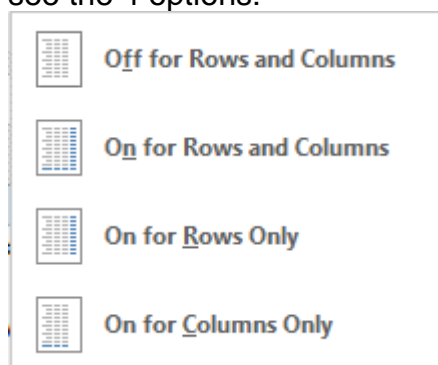 see the 4 options.
Off for Rows and Columns
On for Rows and Columns
On for Rows Only
On for Columns Only